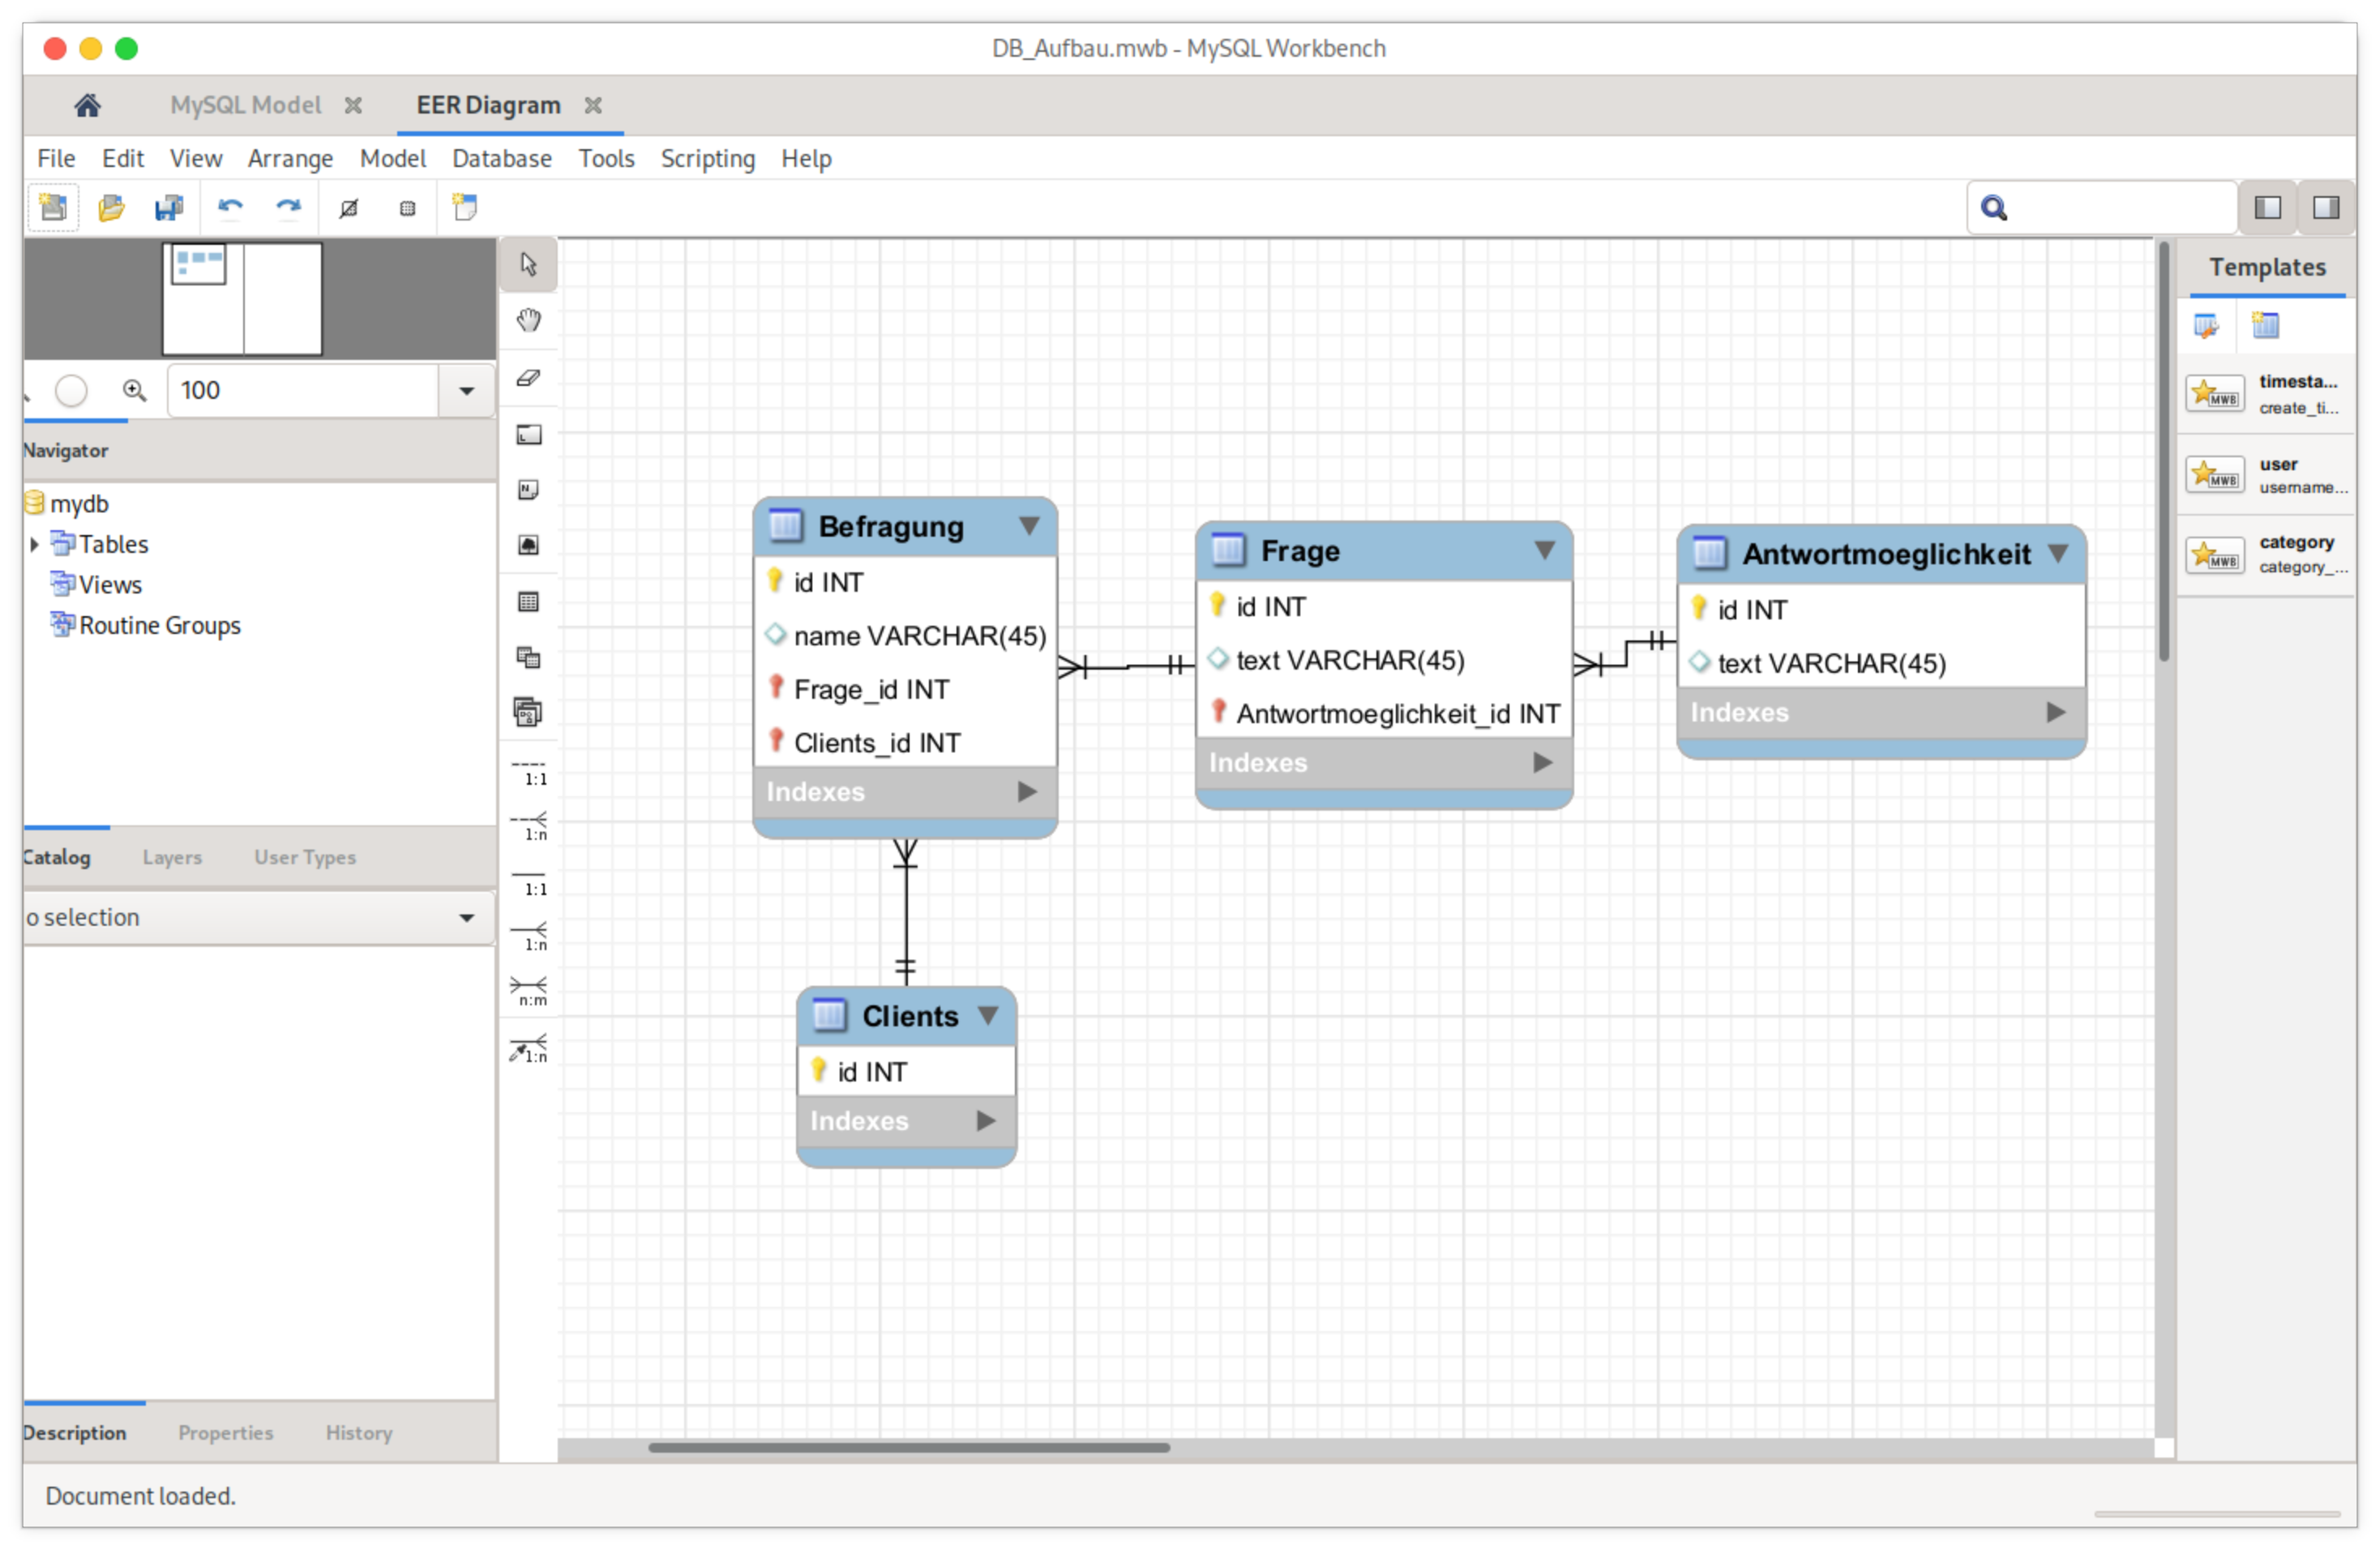 DB_Aufbau.mwb - MySQL Workbench
MySQL Model
EER Diagram
File Edit View Arrange Model Database Tools Scripting Help
100
Navigator
mydb
Tables
Views
Routine Groups
Catalog Layers User Types
o selection
Description Properties History
1:1
1:n
1:1
1:n
n:m
1:n
Befragung
id INT
name VARCHAR(45)
Frage_id INT
Clients_id INT
Indexes
Frage
id INT
text VARCHAR(45)
Antwortmoeglichkeit_id INT
Indexes
Antwortmoeglichkeit
id INT
text VARCHAR(45)
Indexes
Clients
id INT
Indexes
Templates
MWB
timesta...
create_ti...
MWB
user
username...
MWB
category
category_...
Document loaded.